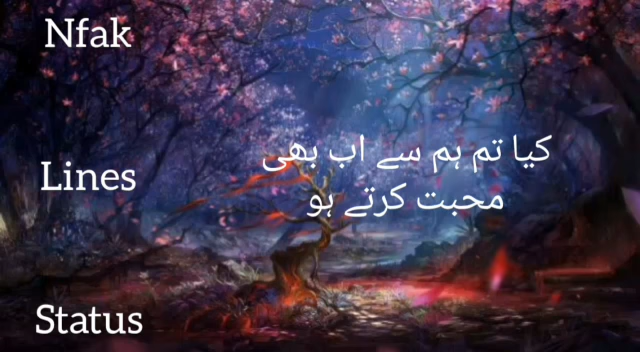 Nfak
Lines
Status
کیا تم ہم سے اب بھی
محبت کرتے ہو